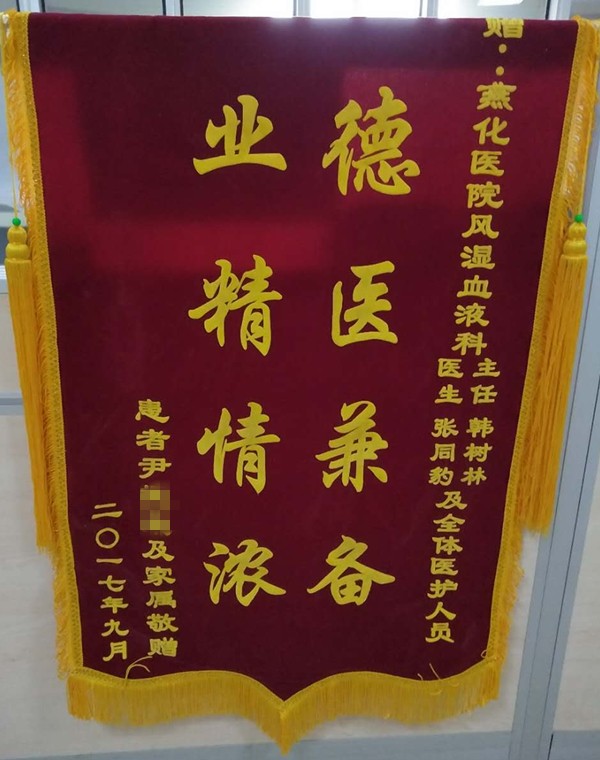 赠：燕化医院风湿血液科主任 韩树林
医生 张同豹及全体医护人员
德医兼备
业精情浓
患者尹 及家属敬赠
二〇一七年九月